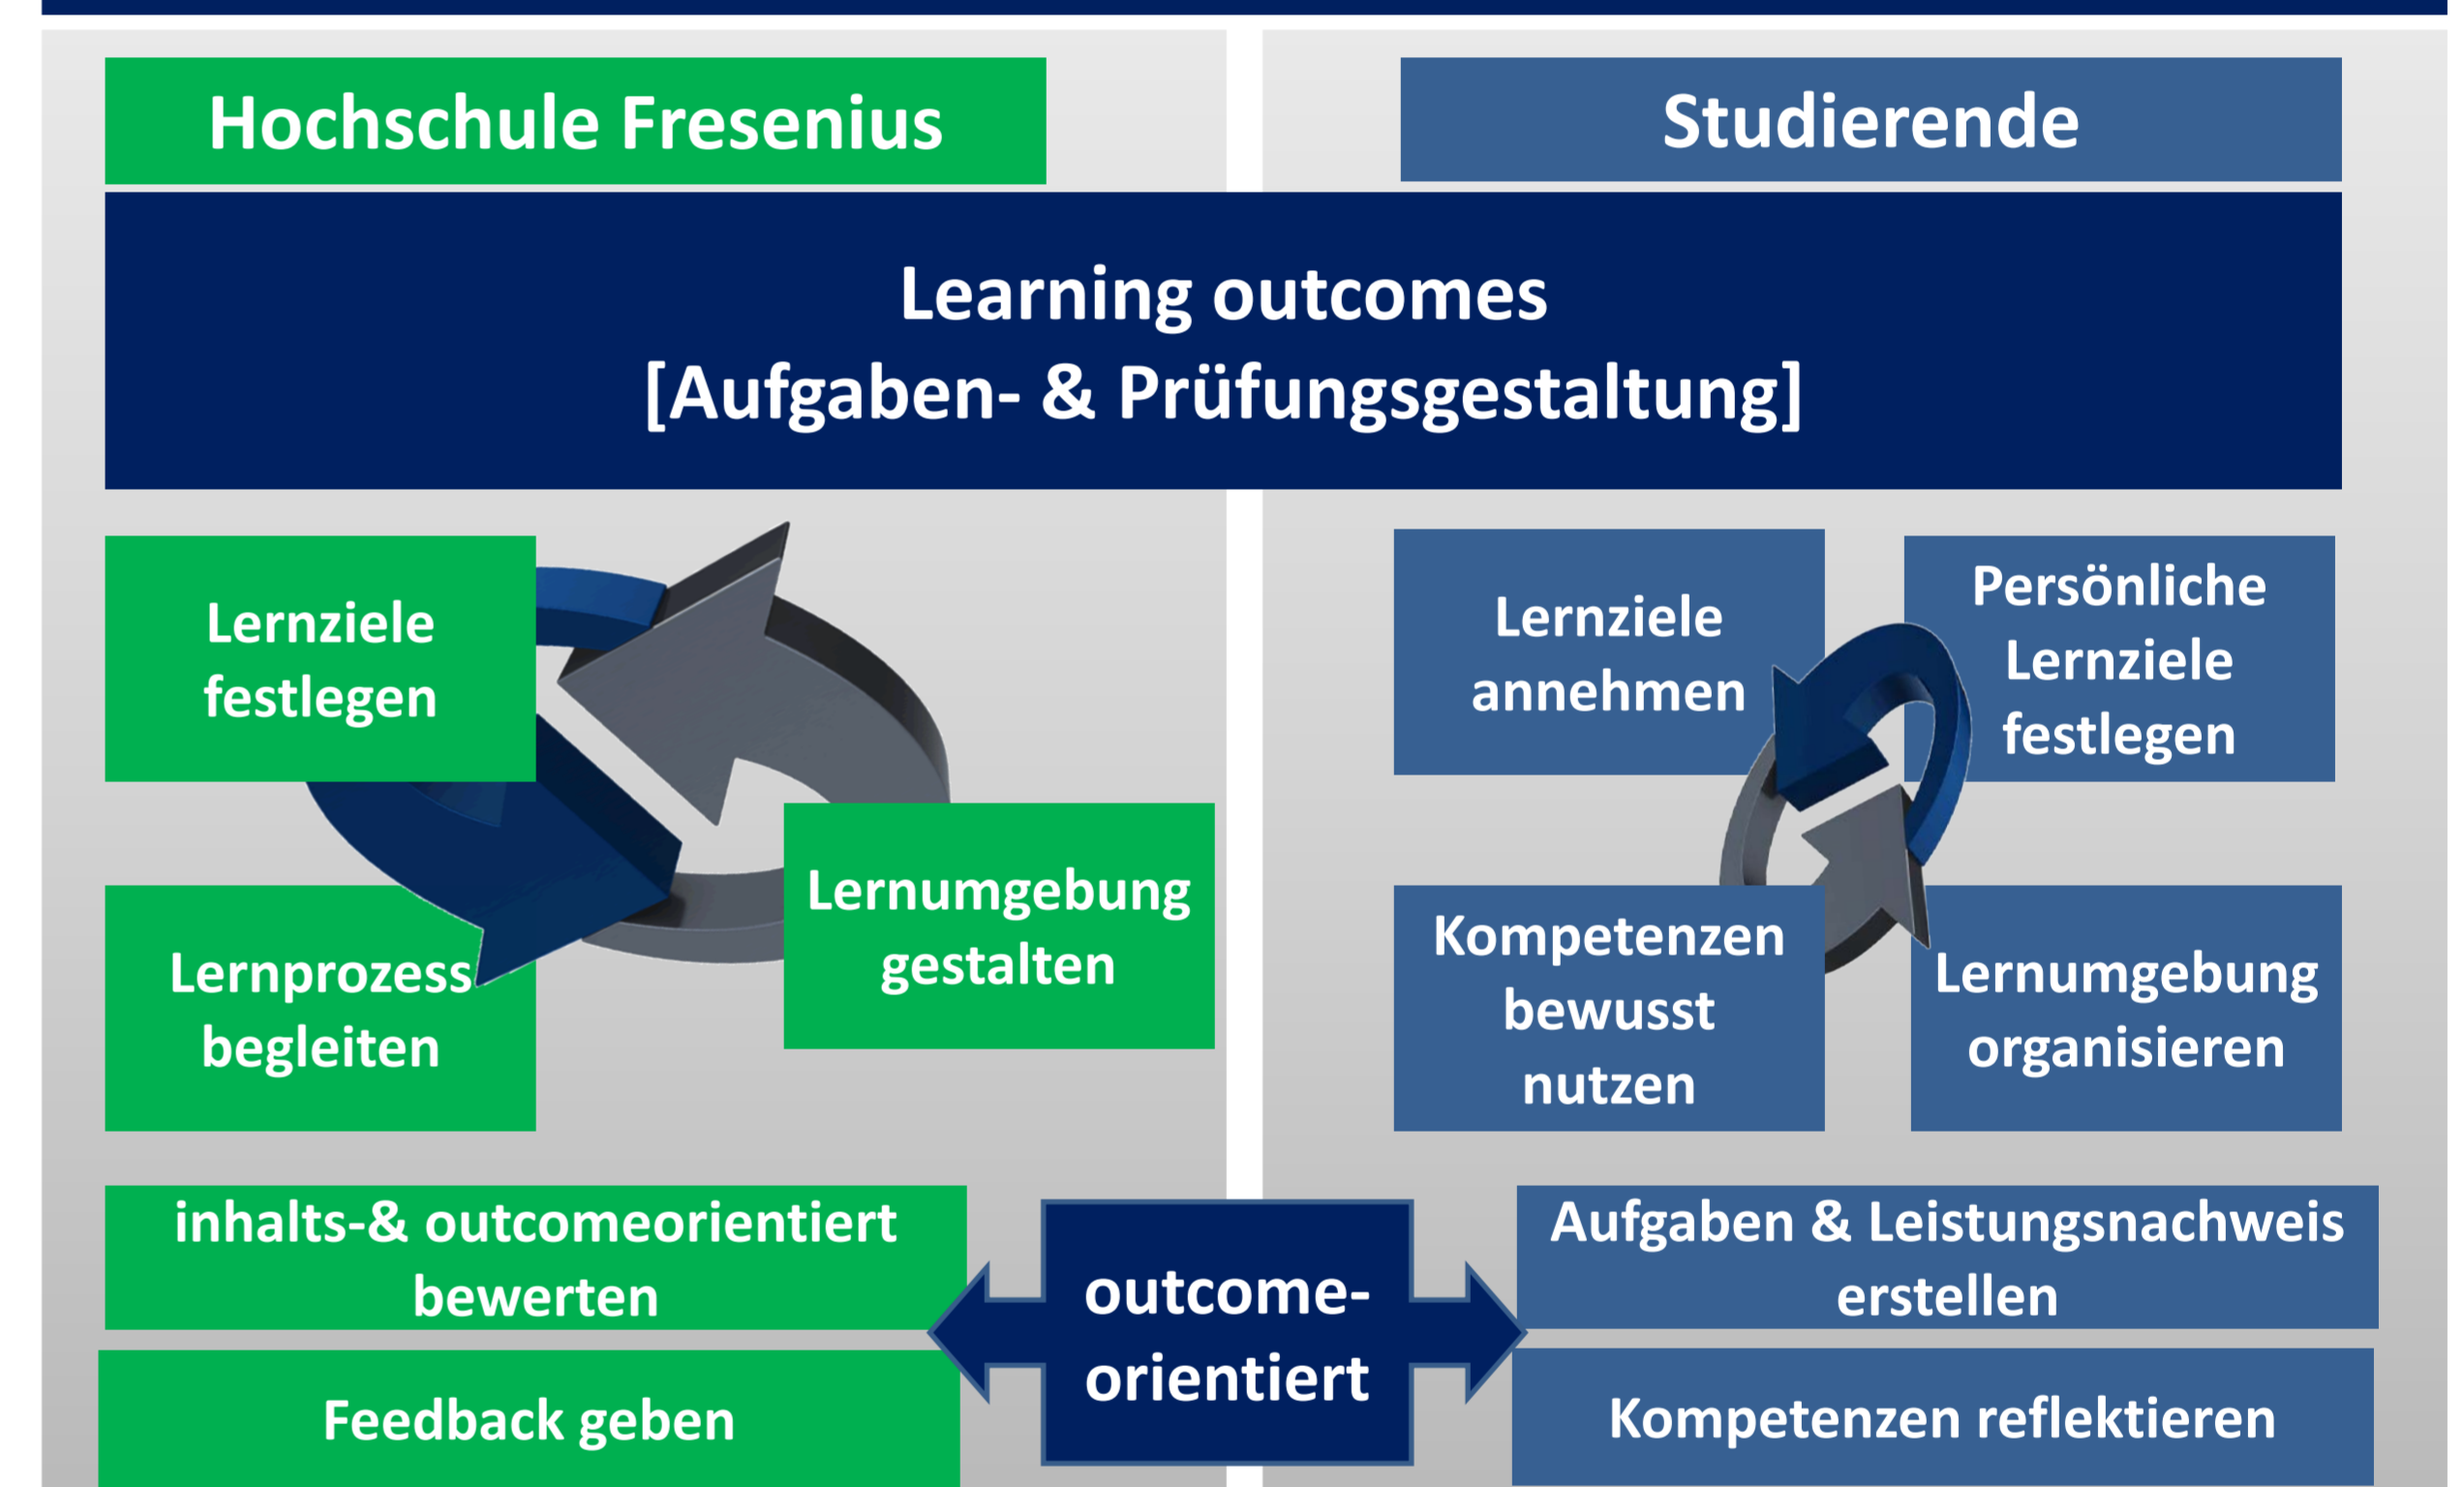 Hochschule Fresenius
Studierende
Learning outcomes
[Aufgaben- & Prüfungsgestaltung]
Lernziele
festlegen
Lernumgebung
gestalten
Lernprozess
begleiten
Lernziele
annehmen
Persönliche
Lernziele
festlegen
Kompetenzen
bewusst
nutzen
Lernumgebung
organisieren
inhalts-& outcomeorientiert
bewerten
Feedback geben
outcome-
orientiert
Aufgaben & Leistungsnachweis
erstellen
Kompetenzen reflektieren